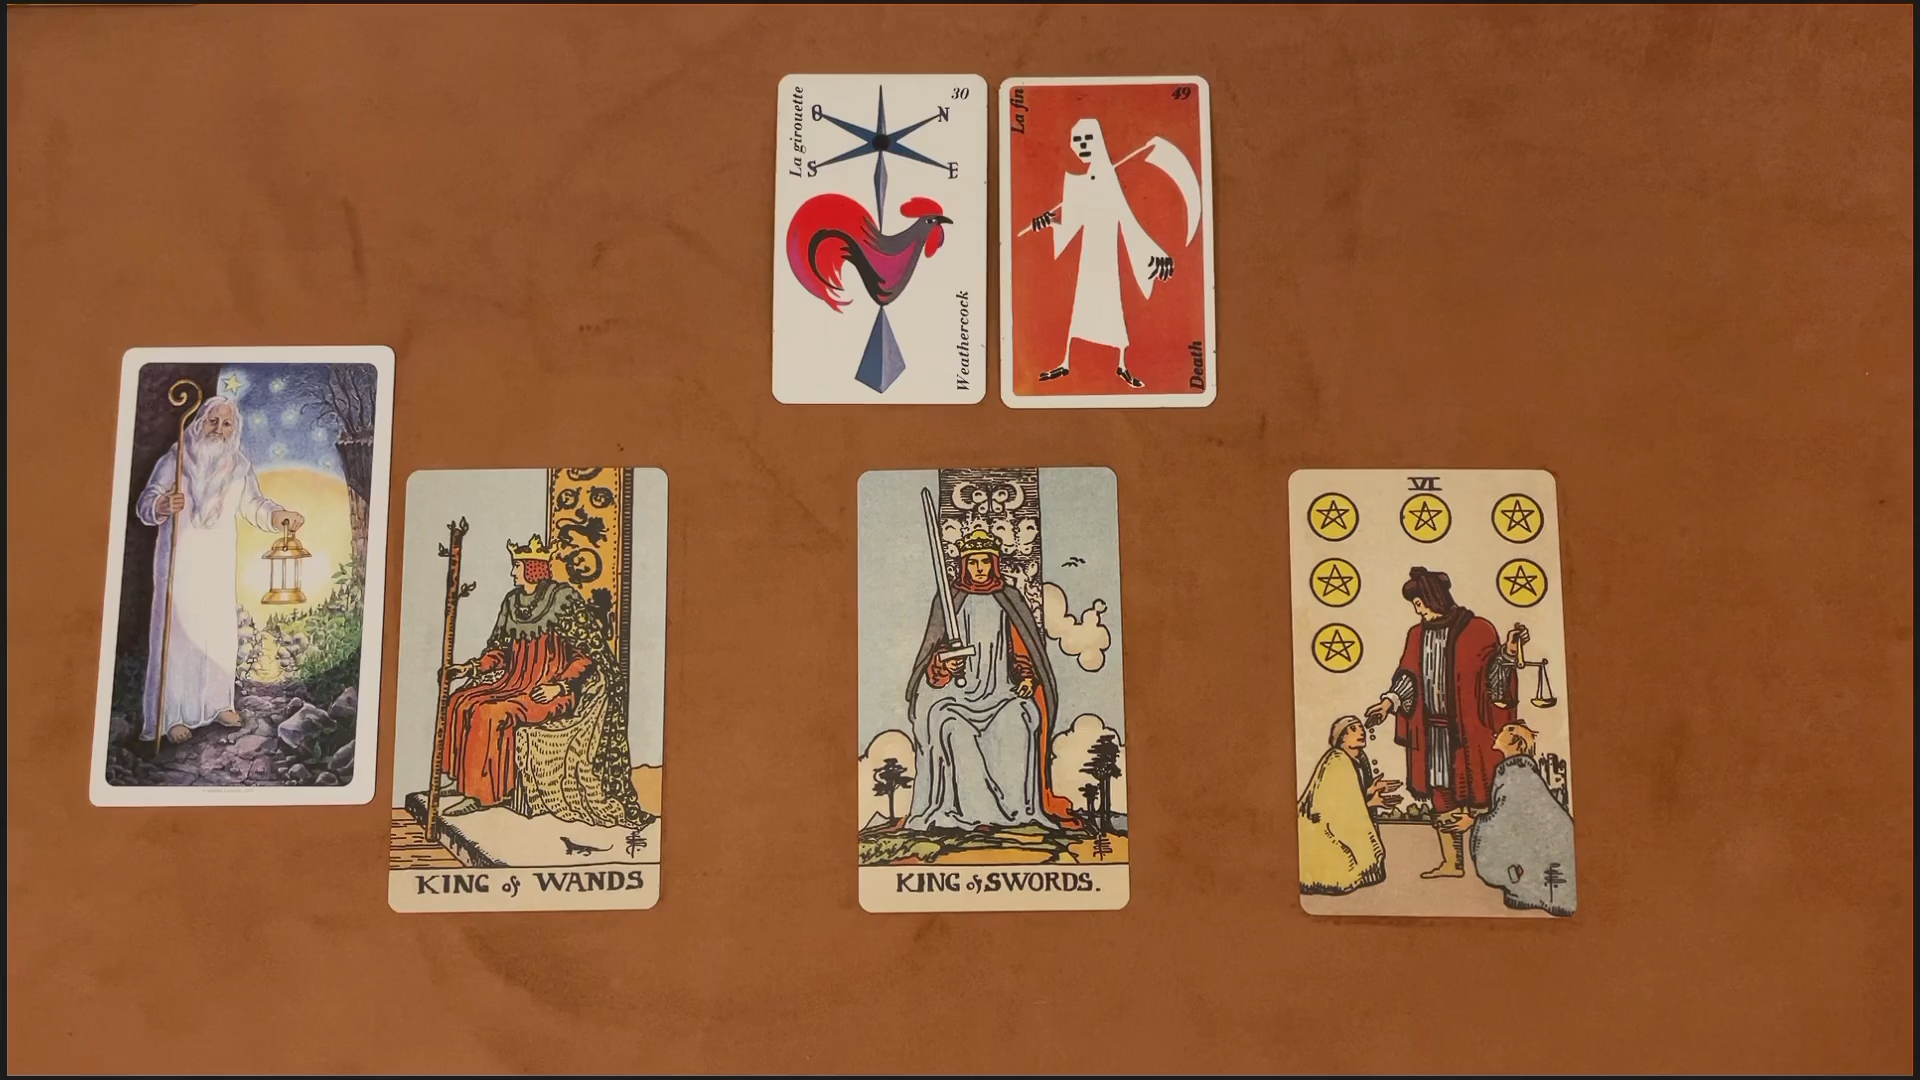 La girouette
30
O
N
S
E
Weathercock
La fin
49
Death
KING of WANDS
KING of SWORDS.
VI